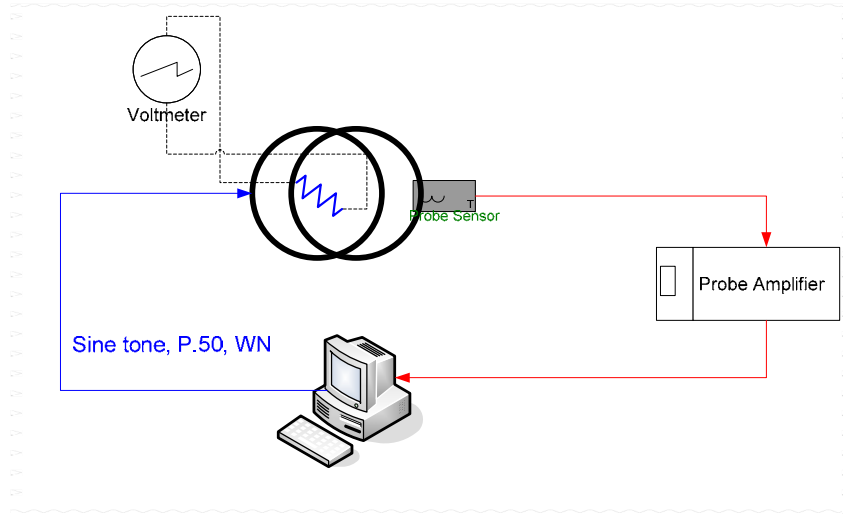 Voltmeter
T
Probe Sensor
Probe Amplifier
Sine tone, P.50, WN